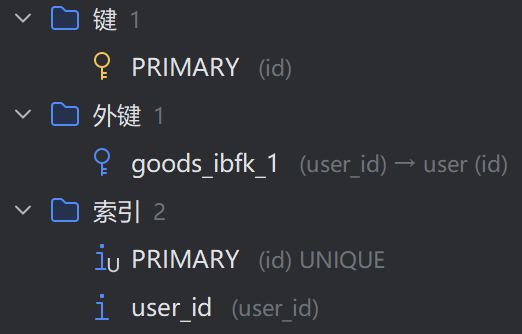 键 1
PRIMARY (id)
外键 1
goods_ibfk_1 (user_id) → user (id)
索引 2
PRIMARY (id) UNIQUE
user_id (user_id)